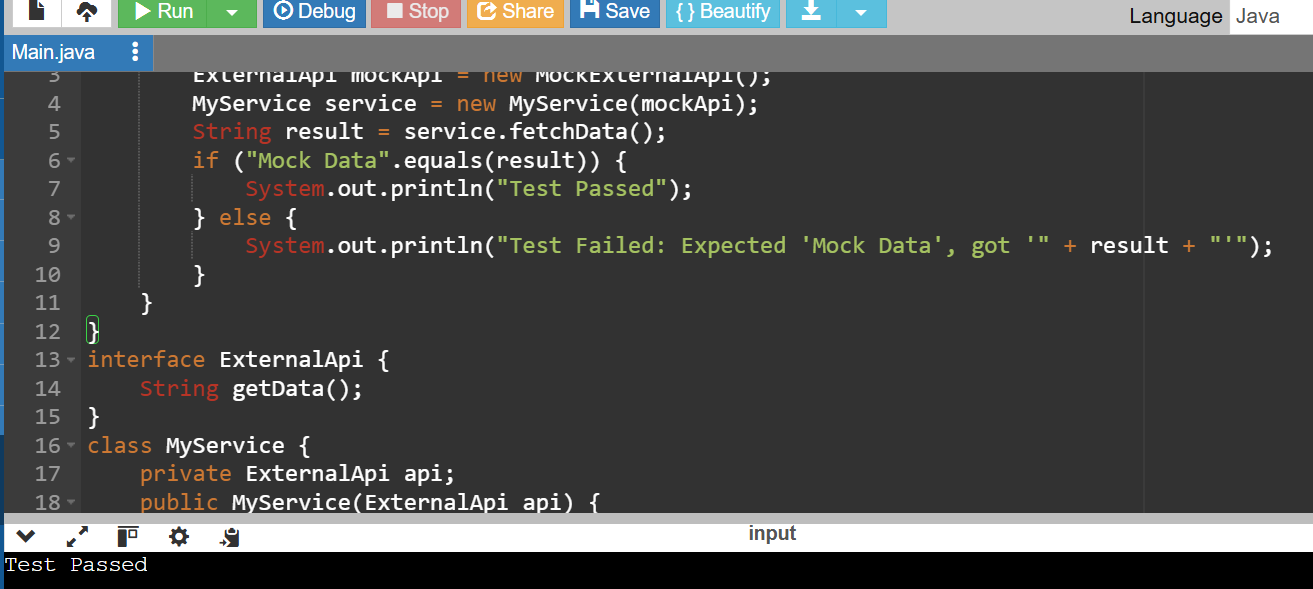 Run Debug Stop Share Save { } Beautify Language Java
Main.java
3 ExternalApi mockApi = new MockExternalApi();
4 MyService service = new MyService(mockApi);
5 String result = service.fetchData();
6 if ("Mock Data".equals(result)) {
7 System.out.println("Test Passed");
8 } else {
9 System.out.println("Test Failed: Expected 'Mock Data', got '" + result + "'");
10 }
11 }
12 }
13 interface ExternalApi {
14 String getData();
15 }
16 class MyService {
17 private ExternalApi api;
18 public MyService(ExternalApi api) {
input
Test Passed